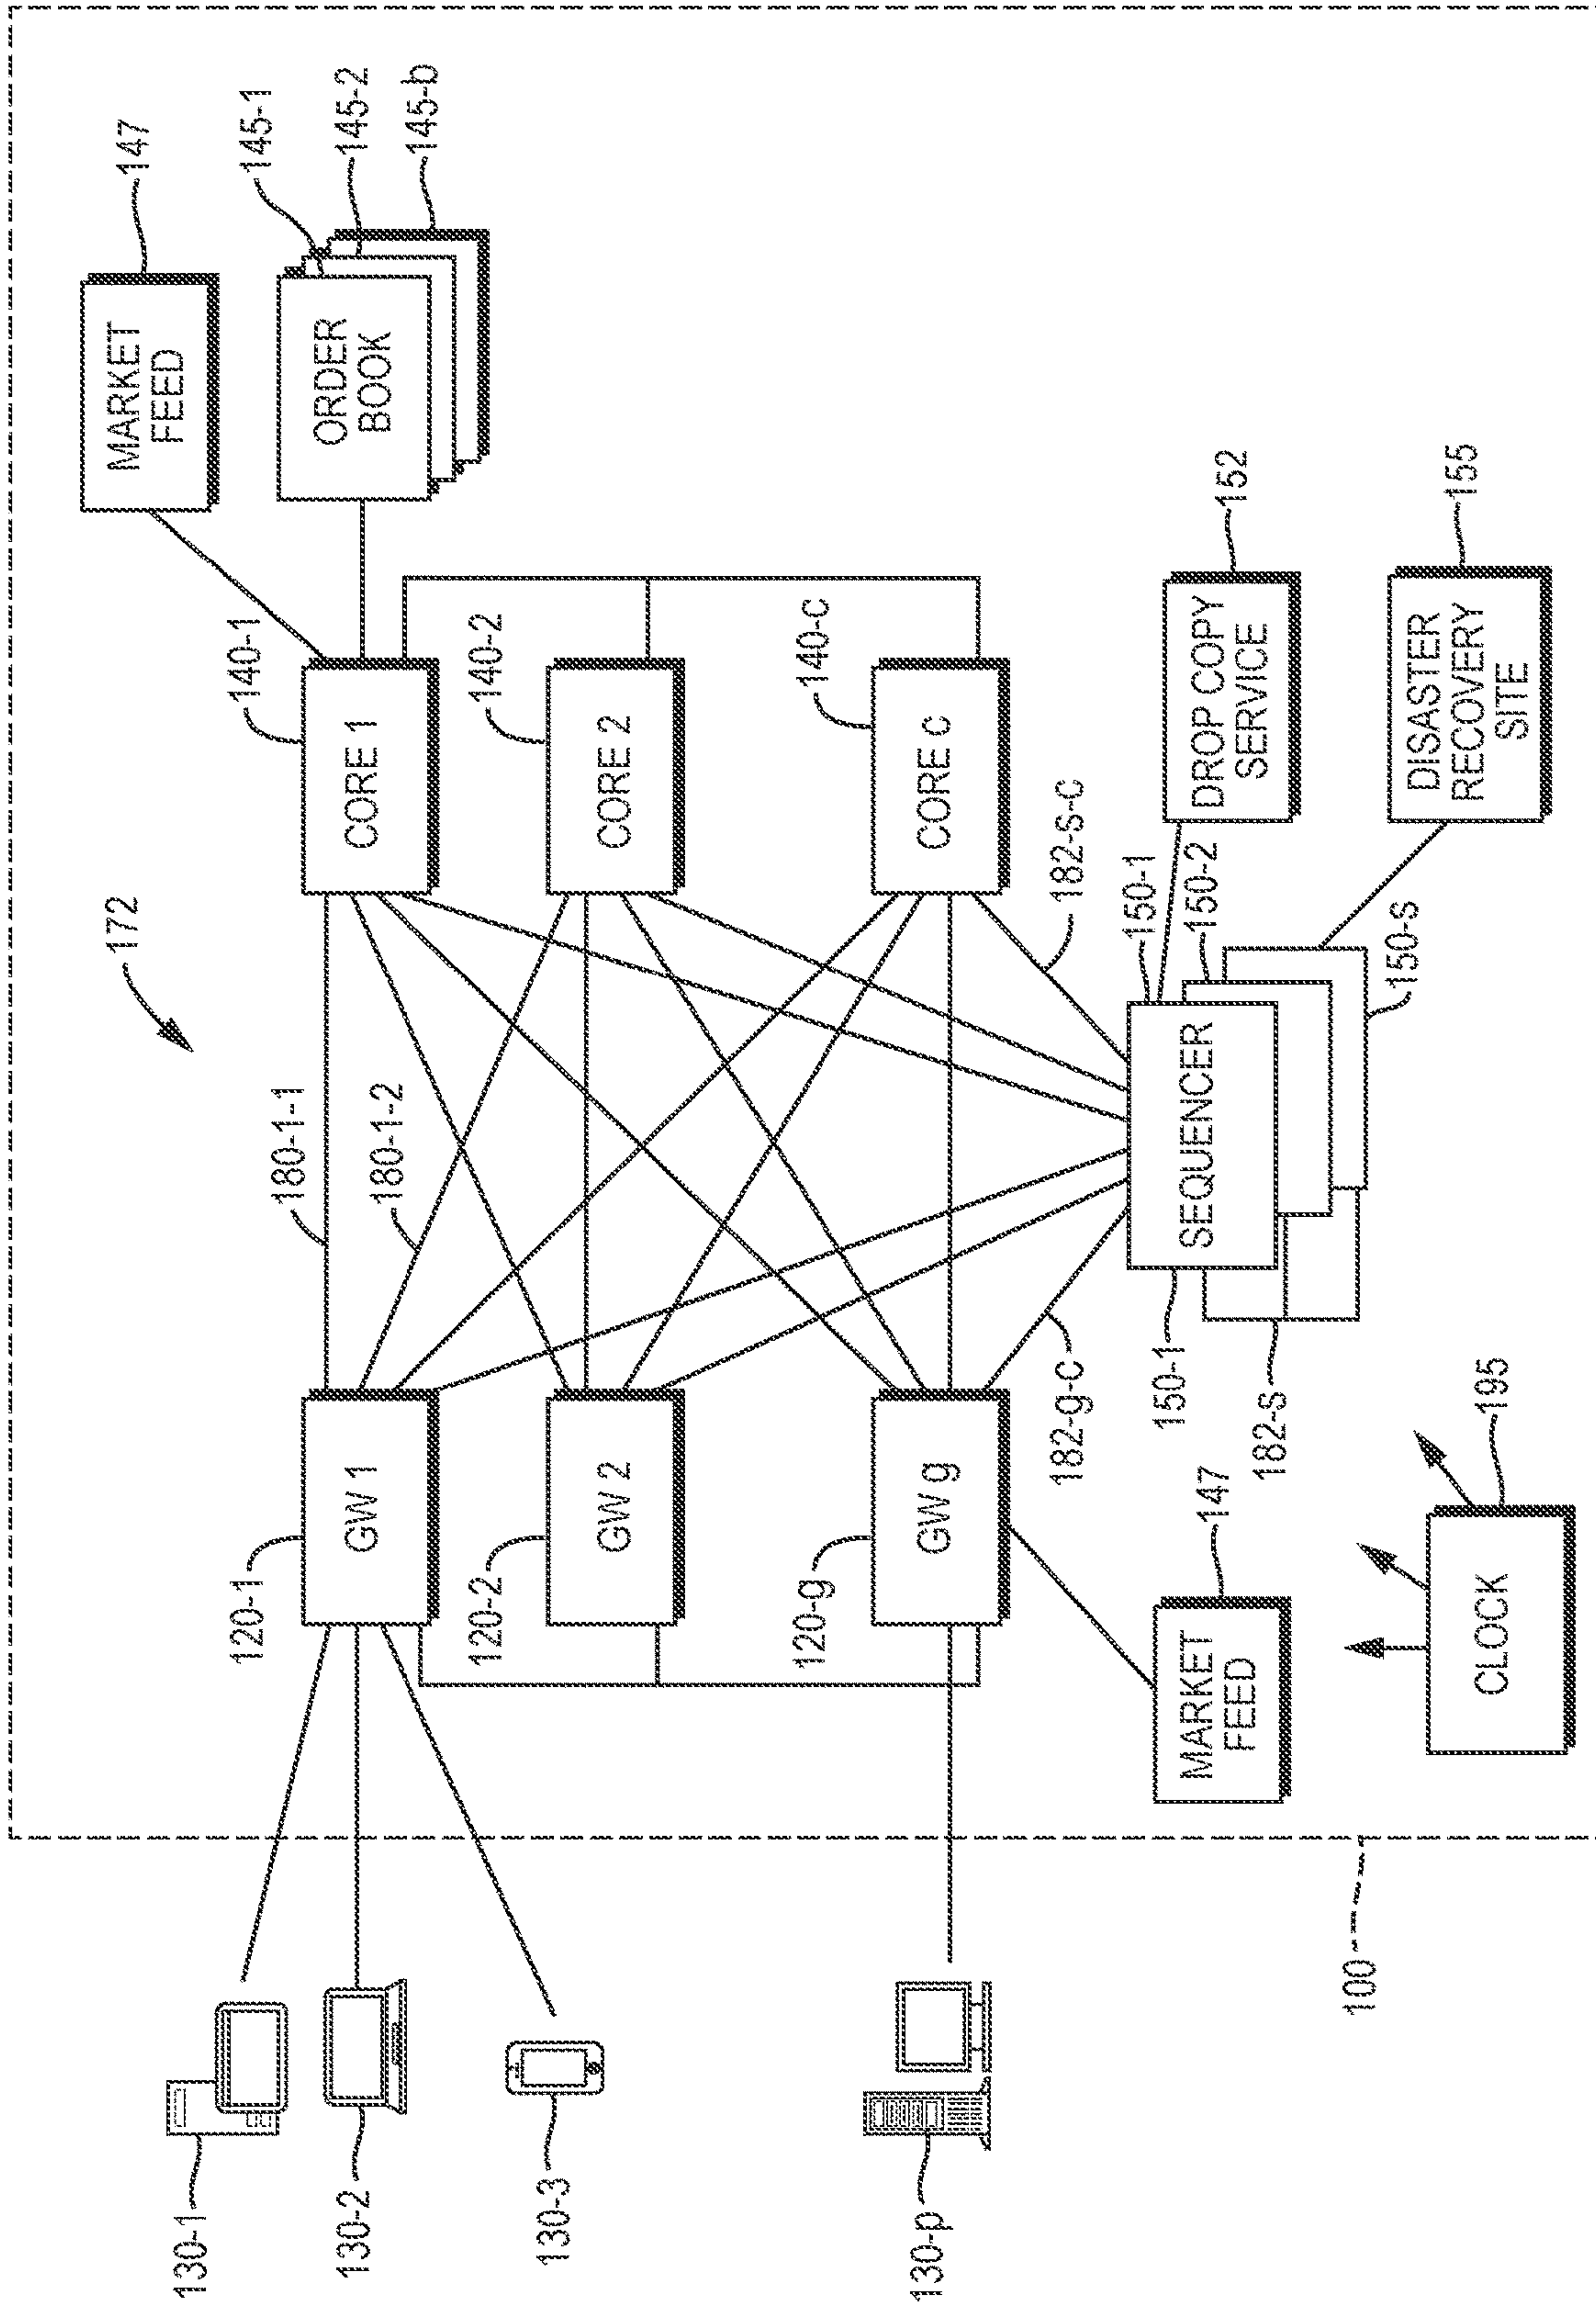 172
130-1
130-2
130-3
130-p
100
120-1
GW 1
120-2
GW 2
120-g
GW g
180-1-1
180-1-2
140-1
CORE 1
140-2
CORE 2
140-c
CORE c
MARKET
FEED
147
ORDER
BOOK
145-1
145-2
145-b
182-g-c
182-s-c
150-1
SEQUENCER
150-1
150-2
150-s
182-s
MARKET
FEED
147
CLOCK
195
DROP COPY
SERVICE
152
DISASTER
RECOVERY
SITE
155